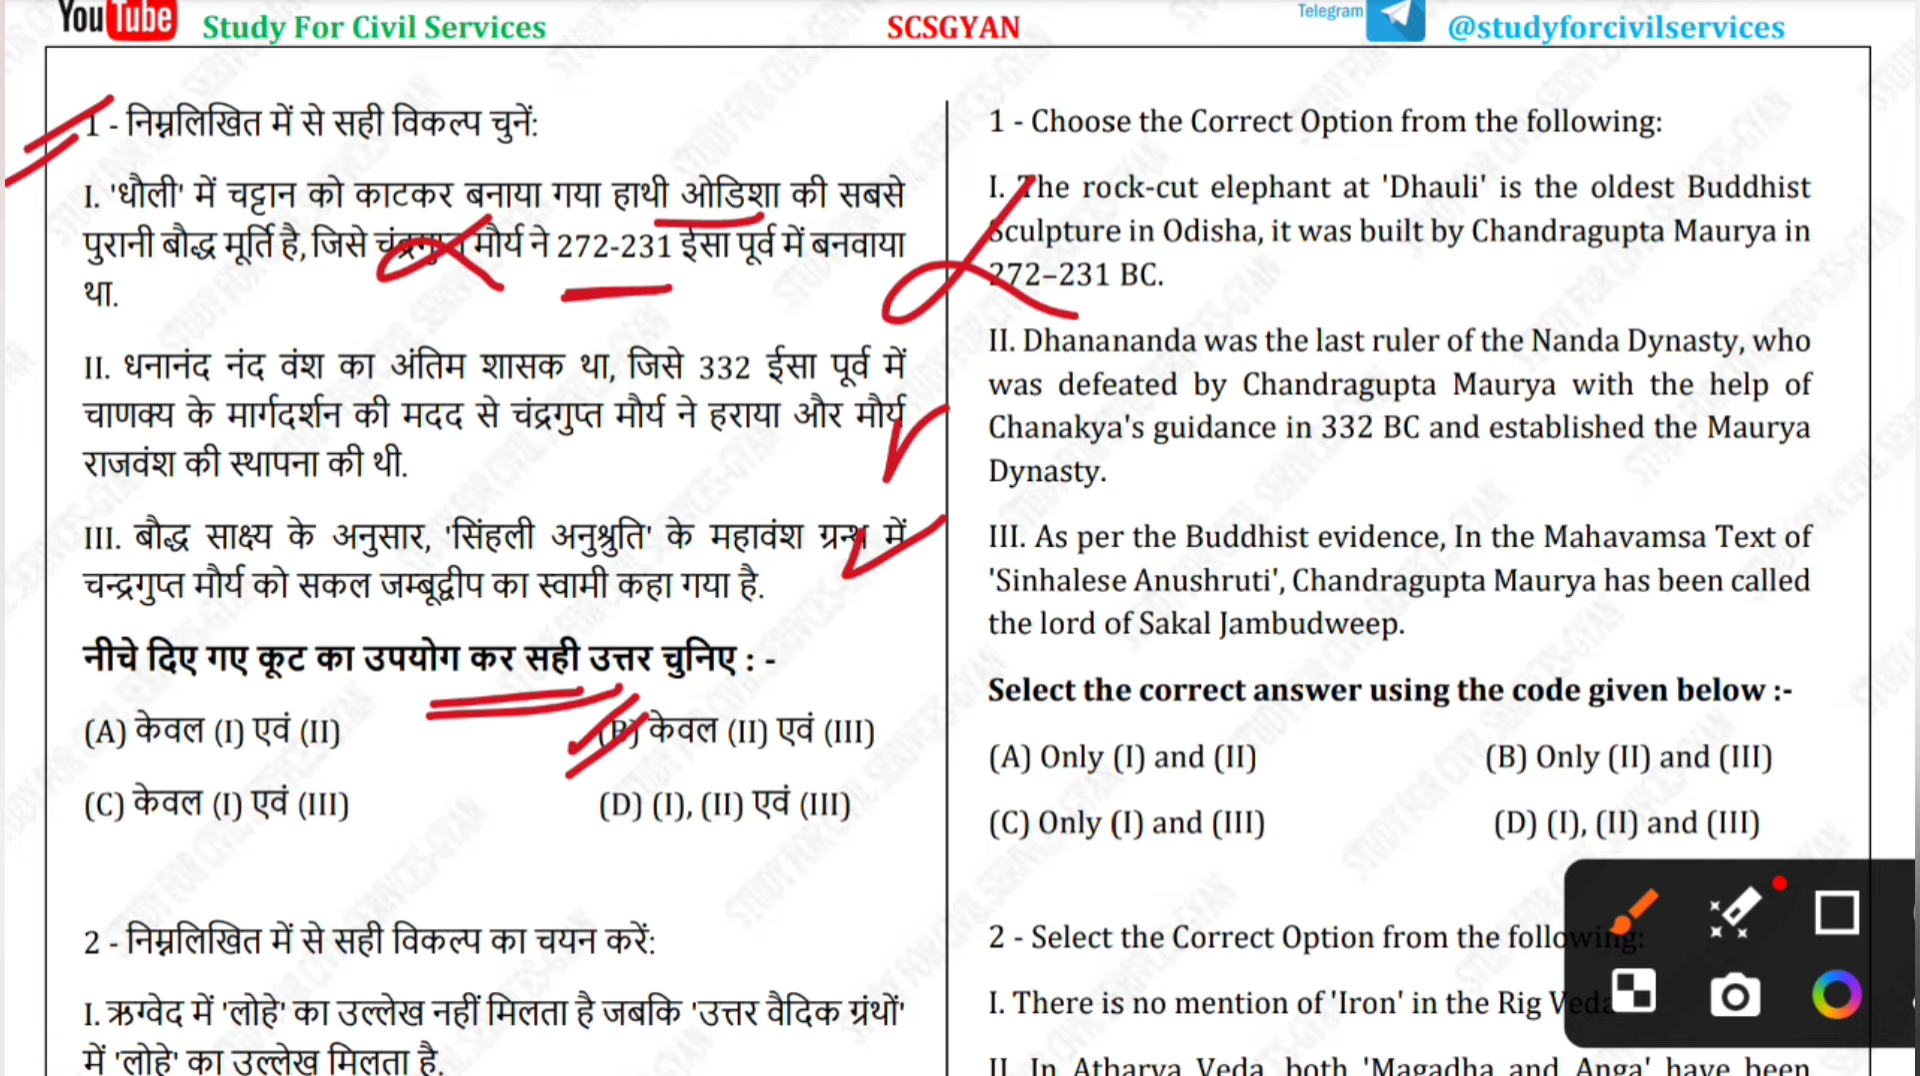 YouTube Study For Civil Services SCSGYAN Telegram @studyforcivilservices
1 - निम्नलिखित में से सही विकल्प चुनें:
I. 'धौली' में चट्टान को काटकर बनाया गया हाथी ओडिशा की सबसे
पुरानी बौद्ध मूर्ति है, जिसे चंद्रगुप्त मौर्य ने 272-231 ईसा पूर्व में बनवाया
था.
II. धनानंद नंद वंश का अंतिम शासक था, जिसे 332 ईसा पूर्व में
चाणक्य के मार्गदर्शन की मदद से चंद्रगुप्त मौर्य ने हराया और मौर्य
राजवंश की स्थापना की थी.
III. बौद्ध साक्ष्य के अनुसार, 'सिंहली अनुश्रुति' के महावंश ग्रन्थ में
चन्द्रगुप्त मौर्य को सकल जम्बूद्वीप का स्वामी कहा गया है.
नीचे दिए गए कूट का उपयोग कर सही उत्तर चुनिए : -
(A) केवल (I) एवं (II) (B) केवल (II) एवं (III)
(C) केवल (I) एवं (III) (D) (I), (II) एवं (III)
2 - निम्नलिखित में से सही विकल्प का चयन करें:
I. ऋग्वेद में 'लोहे' का उल्लेख नहीं मिलता है जबकि 'उत्तर वैदिक ग्रंथों'
में 'लोहे' का उल्लेख मिलता है.
1 - Choose the Correct Option from the following:
I. The rock-cut elephant at 'Dhauli' is the oldest Buddhist
sculpture in Odisha, it was built by Chandragupta Maurya in
272–231 BC.
II. Dhanananda was the last ruler of the Nanda Dynasty, who
was defeated by Chandragupta Maurya with the help of
Chanakya's guidance in 332 BC and established the Maurya
Dynasty.
III. As per the Buddhist evidence, In the Mahavamsa Text of
'Sinhalese Anushruti', Chandragupta Maurya has been called
the lord of Sakal Jambudweep.
Select the correct answer using the code given below :-
(A) Only (I) and (II) (B) Only (II) and (III)
(C) Only (I) and (III) (D) (I), (II) and (III)
2 - Select the Correct Option from the following:
I. There is no mention of 'Iron' in the Rig Veda
II. In Atharva Veda, both 'Magadha and Anga' have been